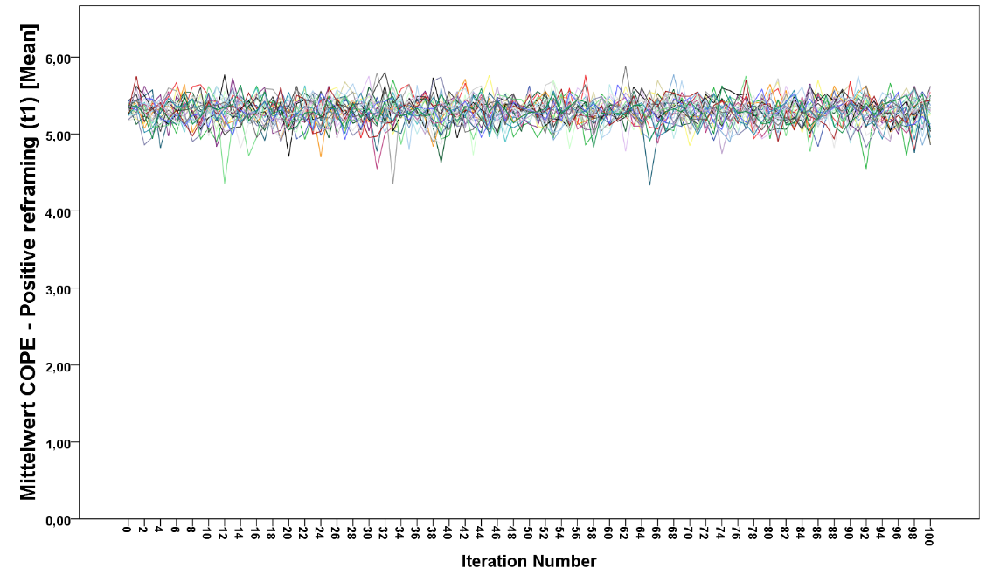 Mittelwert COPE - Positive reframing (t1) [Mean]
6,00
5,00
4,00
3,00
2,00
1,00
0,00
0 2 4 6 8 10 12 14 16 18 20 22 24 26 28 30 32 34 36 38 40 42 44 46 48 50 52 54 56 58 60 62 64 66 68 70 72 74 76 78 80 82 84 86 88 90 92 94 96 98 100
Iteration Number